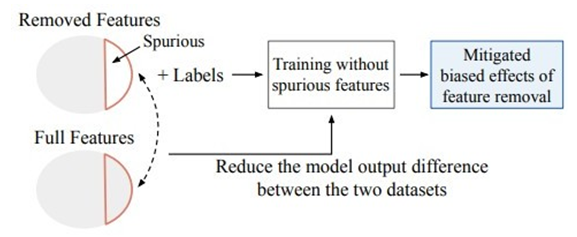 Removed Features
Spurious
+ Labels
Training without
spurious features
Mitigated
biased effects of
feature removal
Full Features
Reduce the model output difference
between the two datasets